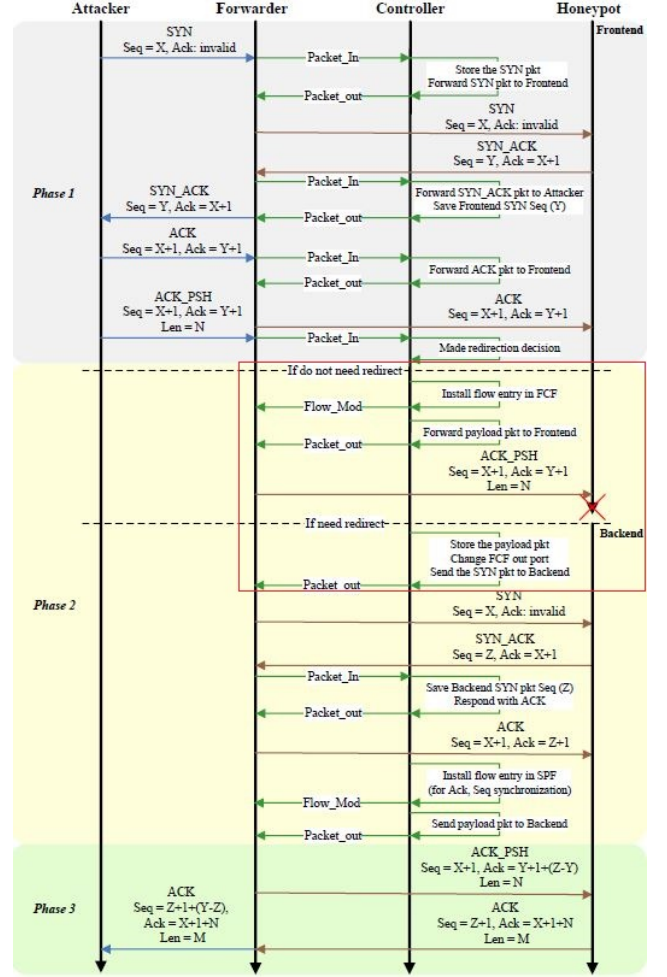 Attacker Forwarder Controller Honeypot
Frontend
SYN
Seq = X, Ack: invalid
Packet_In
Store the SYN pkt
Forward SYN pkt to Frontend
Packet_out
SYN
Seq = X, Ack: invalid
SYN_ACK
Seq = Y, Ack = X+1
Packet_In
Phase 1
SYN_ACK
Seq = Y, Ack = X+1
Forward SYN_ACK pkt to Attacker
Save Frontend SYN Seq (Y)
Packet_out
ACK
Seq = X+1, Ack = Y+1
Packet_In
Forward ACK pkt to Frontend
Packet_out
ACK_PSH
Seq = X+1, Ack = Y+1
Len = N
ACK
Seq = X+1, Ack = Y+1
Packet_In
Made redirection decision
If do not need redirect
Install flow entry in FCF
Flow_Mod
Forward payload pkt to Frontend
Packet_out
ACK_PSH
Seq = X+1, Ack = Y+1
Len = N
If need redirect
Backend
Store the payload pkt
Change FCF out port
Send the SYN pkt to Backend
Packet_out
Phase 2
SYN
Seq = X, Ack: invalid
SYN_ACK
Seq = Z, Ack = X+1
Packet_In
Save Backend SYN pkt Seq (Z)
Respond with ACK
Packet_out
ACK
Seq = X+1, Ack = Z+1
Install flow entry in SPF
(for Ack, Seq synchronization)
Flow_Mod
Send payload pkt to Backend
Packet_out
ACK_PSH
Seq = X+1, Ack = Y+1+(Z-Y)
Len = N
Phase 3
ACK
Seq = Z+1+(Y-Z),
Ack = X+1+N
Len = M
ACK
Seq = Z+1, Ack = X+1+N
Len = M